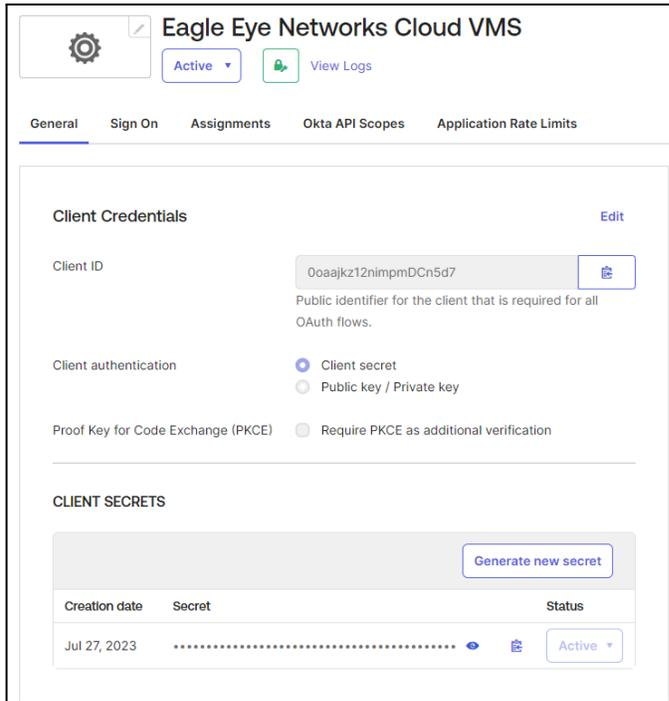 Eagle Eye Networks Cloud VMS
Active ▼ View Logs
General Sign On Assignments Okta API Scopes Application Rate Limits
Client Credentials Edit
Client ID 0oaajkz12nimpmDCn5d7
Public identifier for the client that is required for all
OAuth flows.
Client authentication Client secret
Public key / Private key
Proof Key for Code Exchange (PKCE) Require PKCE as additional verification
CLIENT SECRETS
Generate new secret
Creation date Secret Status
Jul 27, 2023 •••••••••••••••••••••••••••••••••••••••••• Active ▼